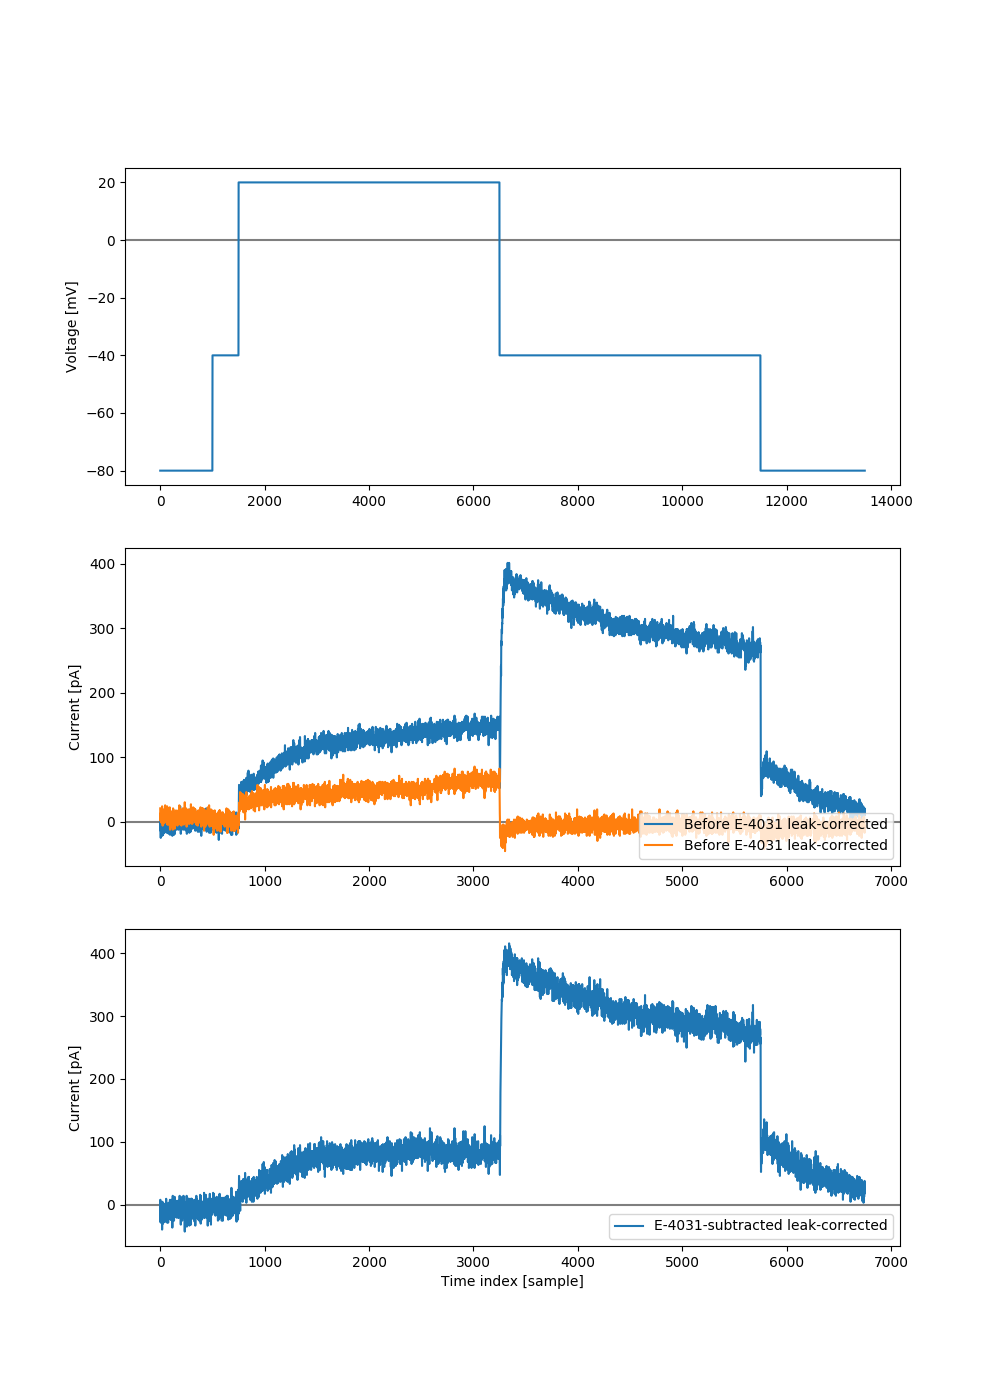 20
0
−20
−40
−60
−80
Voltage [mV]
0 2000 4000 6000 8000 10000 12000 14000
400
300
200
100
0
Current [pA]
Before E-4031 leak-corrected
Before E-4031 leak-corrected
0 1000 2000 3000 4000 5000 6000 7000
400
300
200
100
0
Current [pA]
E-4031-subtracted leak-corrected
0 1000 2000 3000 4000 5000 6000 7000
Time index [sample]